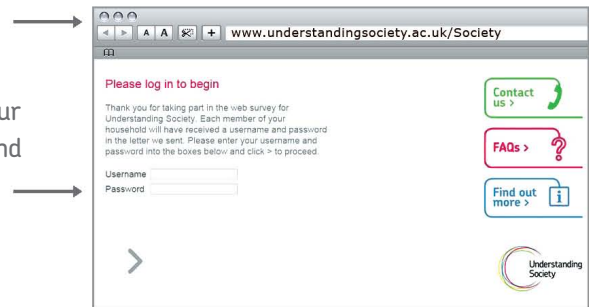 A A + www.understandingsociety.ac.uk/Society
Please log in to begin
Thank you for taking part in the web survey for
Understanding Society. Each member of your
household will have received a username and password
in the letter we sent. Please enter your username and
password into the boxes below and click > to proceed.
Username
Password
>
Contact
us >
FAQs >
?
Find out
more >
i
Understanding
Society
ur
nd